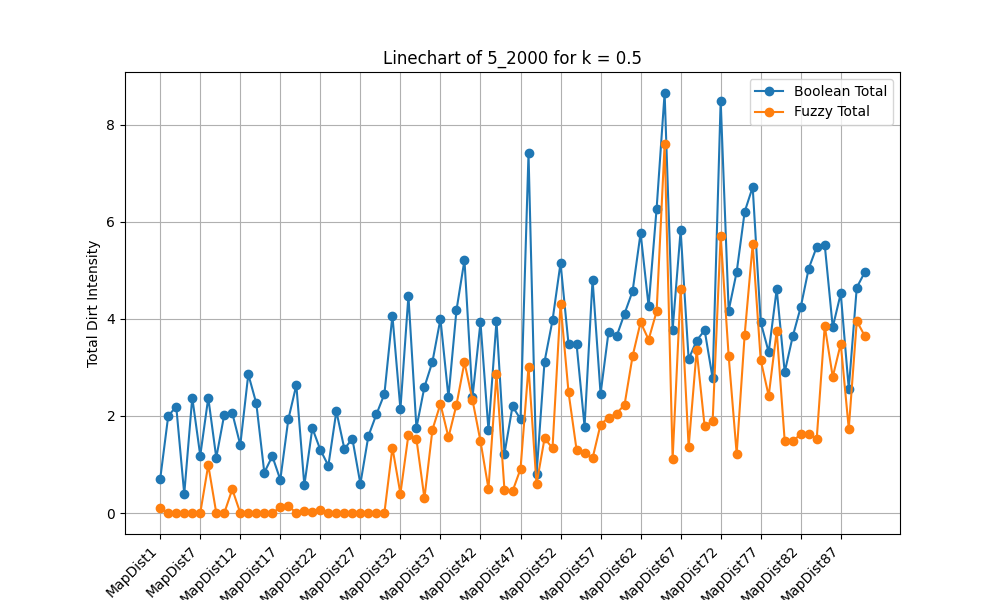 Linechart of 5_2000 for k = 0.5
Boolean Total
Fuzzy Total
Total Dirt Intensity
8
6
4
2
0
MapDist1
MapDist7
MapDist12
MapDist17
MapDist22
MapDist27
MapDist32
MapDist37
MapDist42
MapDist47
MapDist52
MapDist57
MapDist62
MapDist67
MapDist72
MapDist77
MapDist82
MapDist87